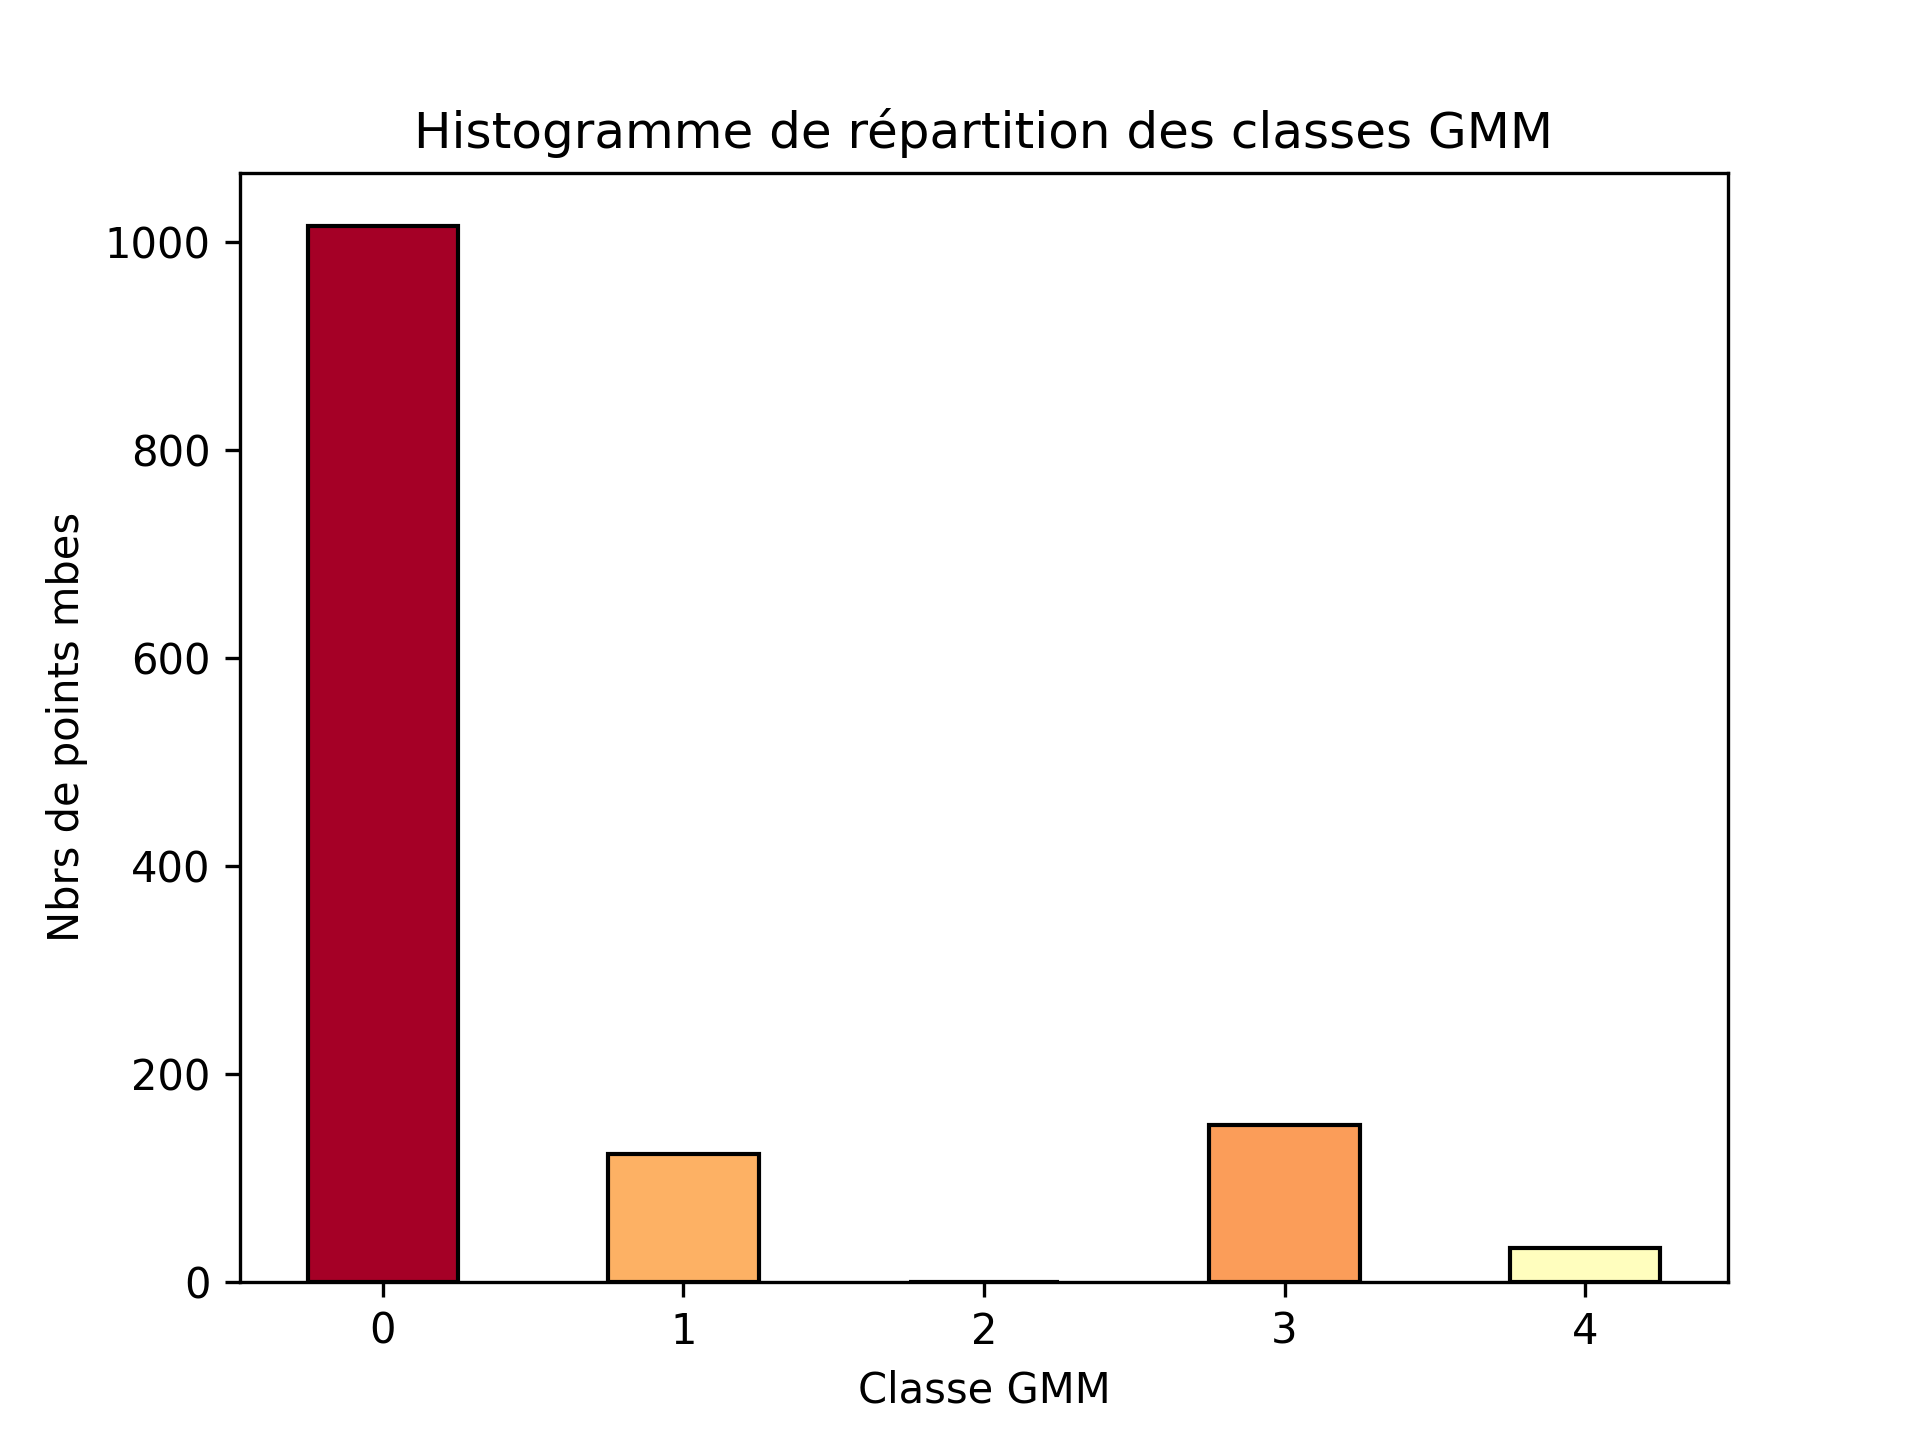 Histogramme de répartition des classes GMM
Nbrs de points mbes
1000
800
600
400
200
0
0 1 2 3 4
Classe GMM